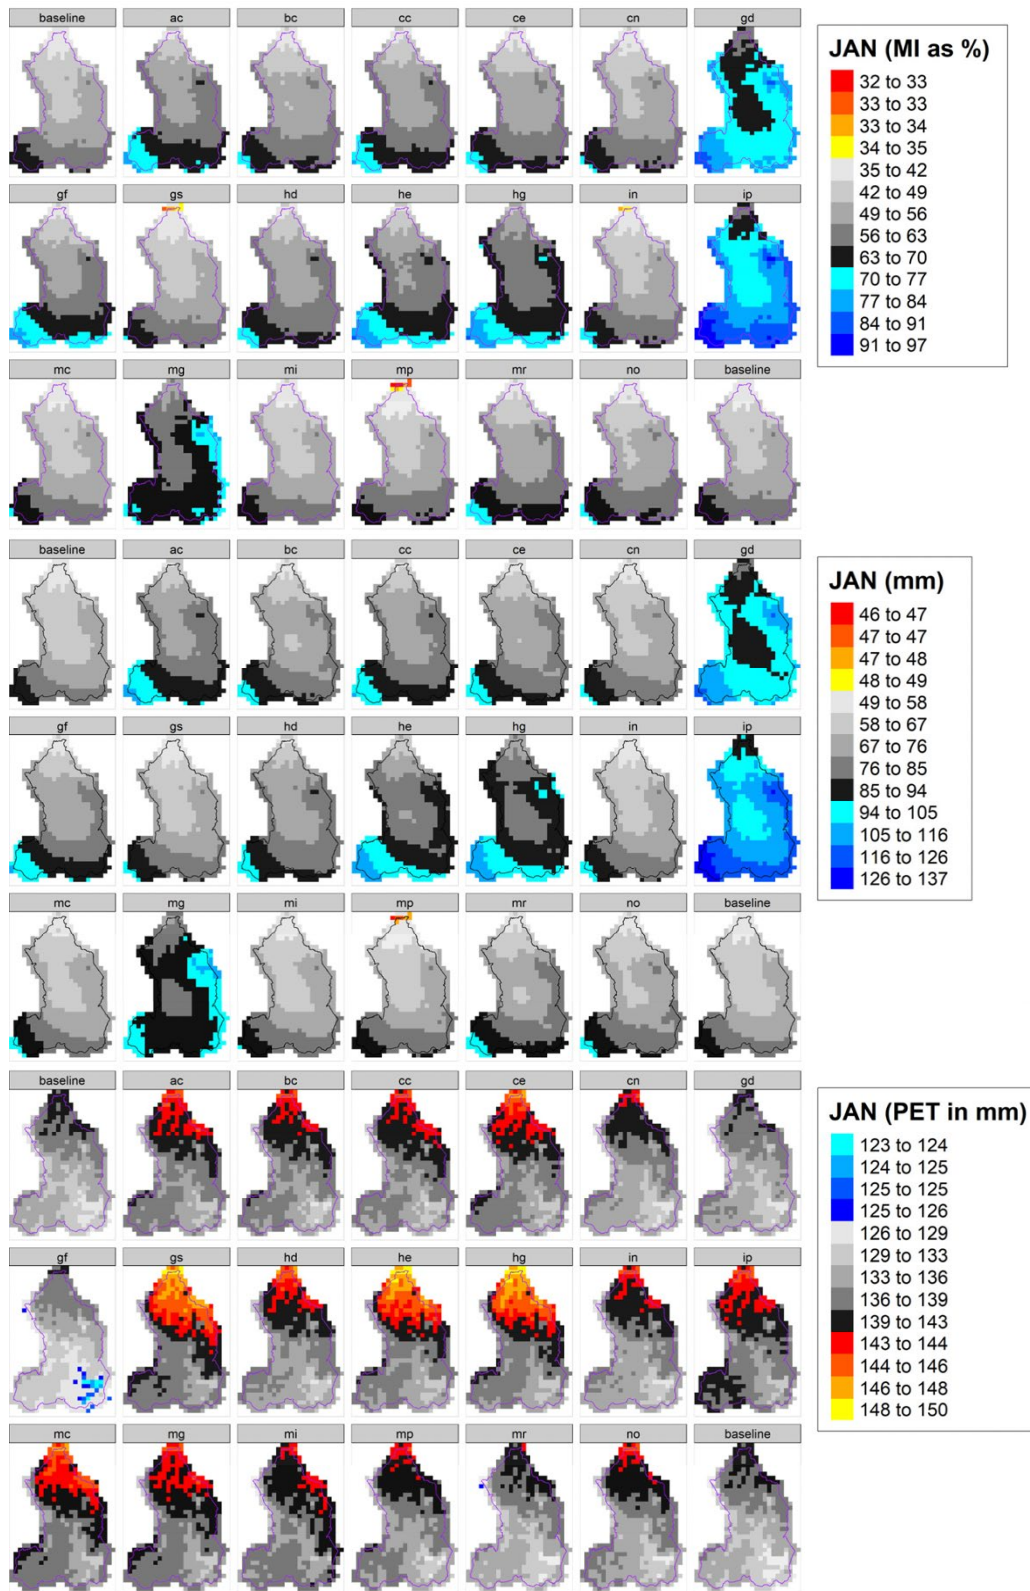 baseline ac bc cc ce cn gd
JAN (MI as %)
32 to 33
33 to 33
33 to 34
34 to 35
35 to 42
42 to 49
49 to 56
56 to 63
63 to 70
70 to 77
77 to 84
84 to 91
91 to 97
gf gs hd he hg in ip
mc mg mi mp mr no baseline
baseline ac bc cc ce cn gd
JAN (mm)
46 to 47
47 to 47
47 to 48
48 to 49
49 to 58
58 to 67
67 to 76
76 to 85
85 to 94
94 to 105
105 to 116
116 to 126
126 to 137
gf gs hd he hg in ip
mc mg mi mp mr no baseline
baseline ac bc cc ce cn gd
JAN (PET in mm)
123 to 124
124 to 125
125 to 125
125 to 126
126 to 129
129 to 133
133 to 136
136 to 139
139 to 143
143 to 144
144 to 146
146 to 148
148 to 150
gf gs hd he hg in ip
mc mg mi mp mr no baseline